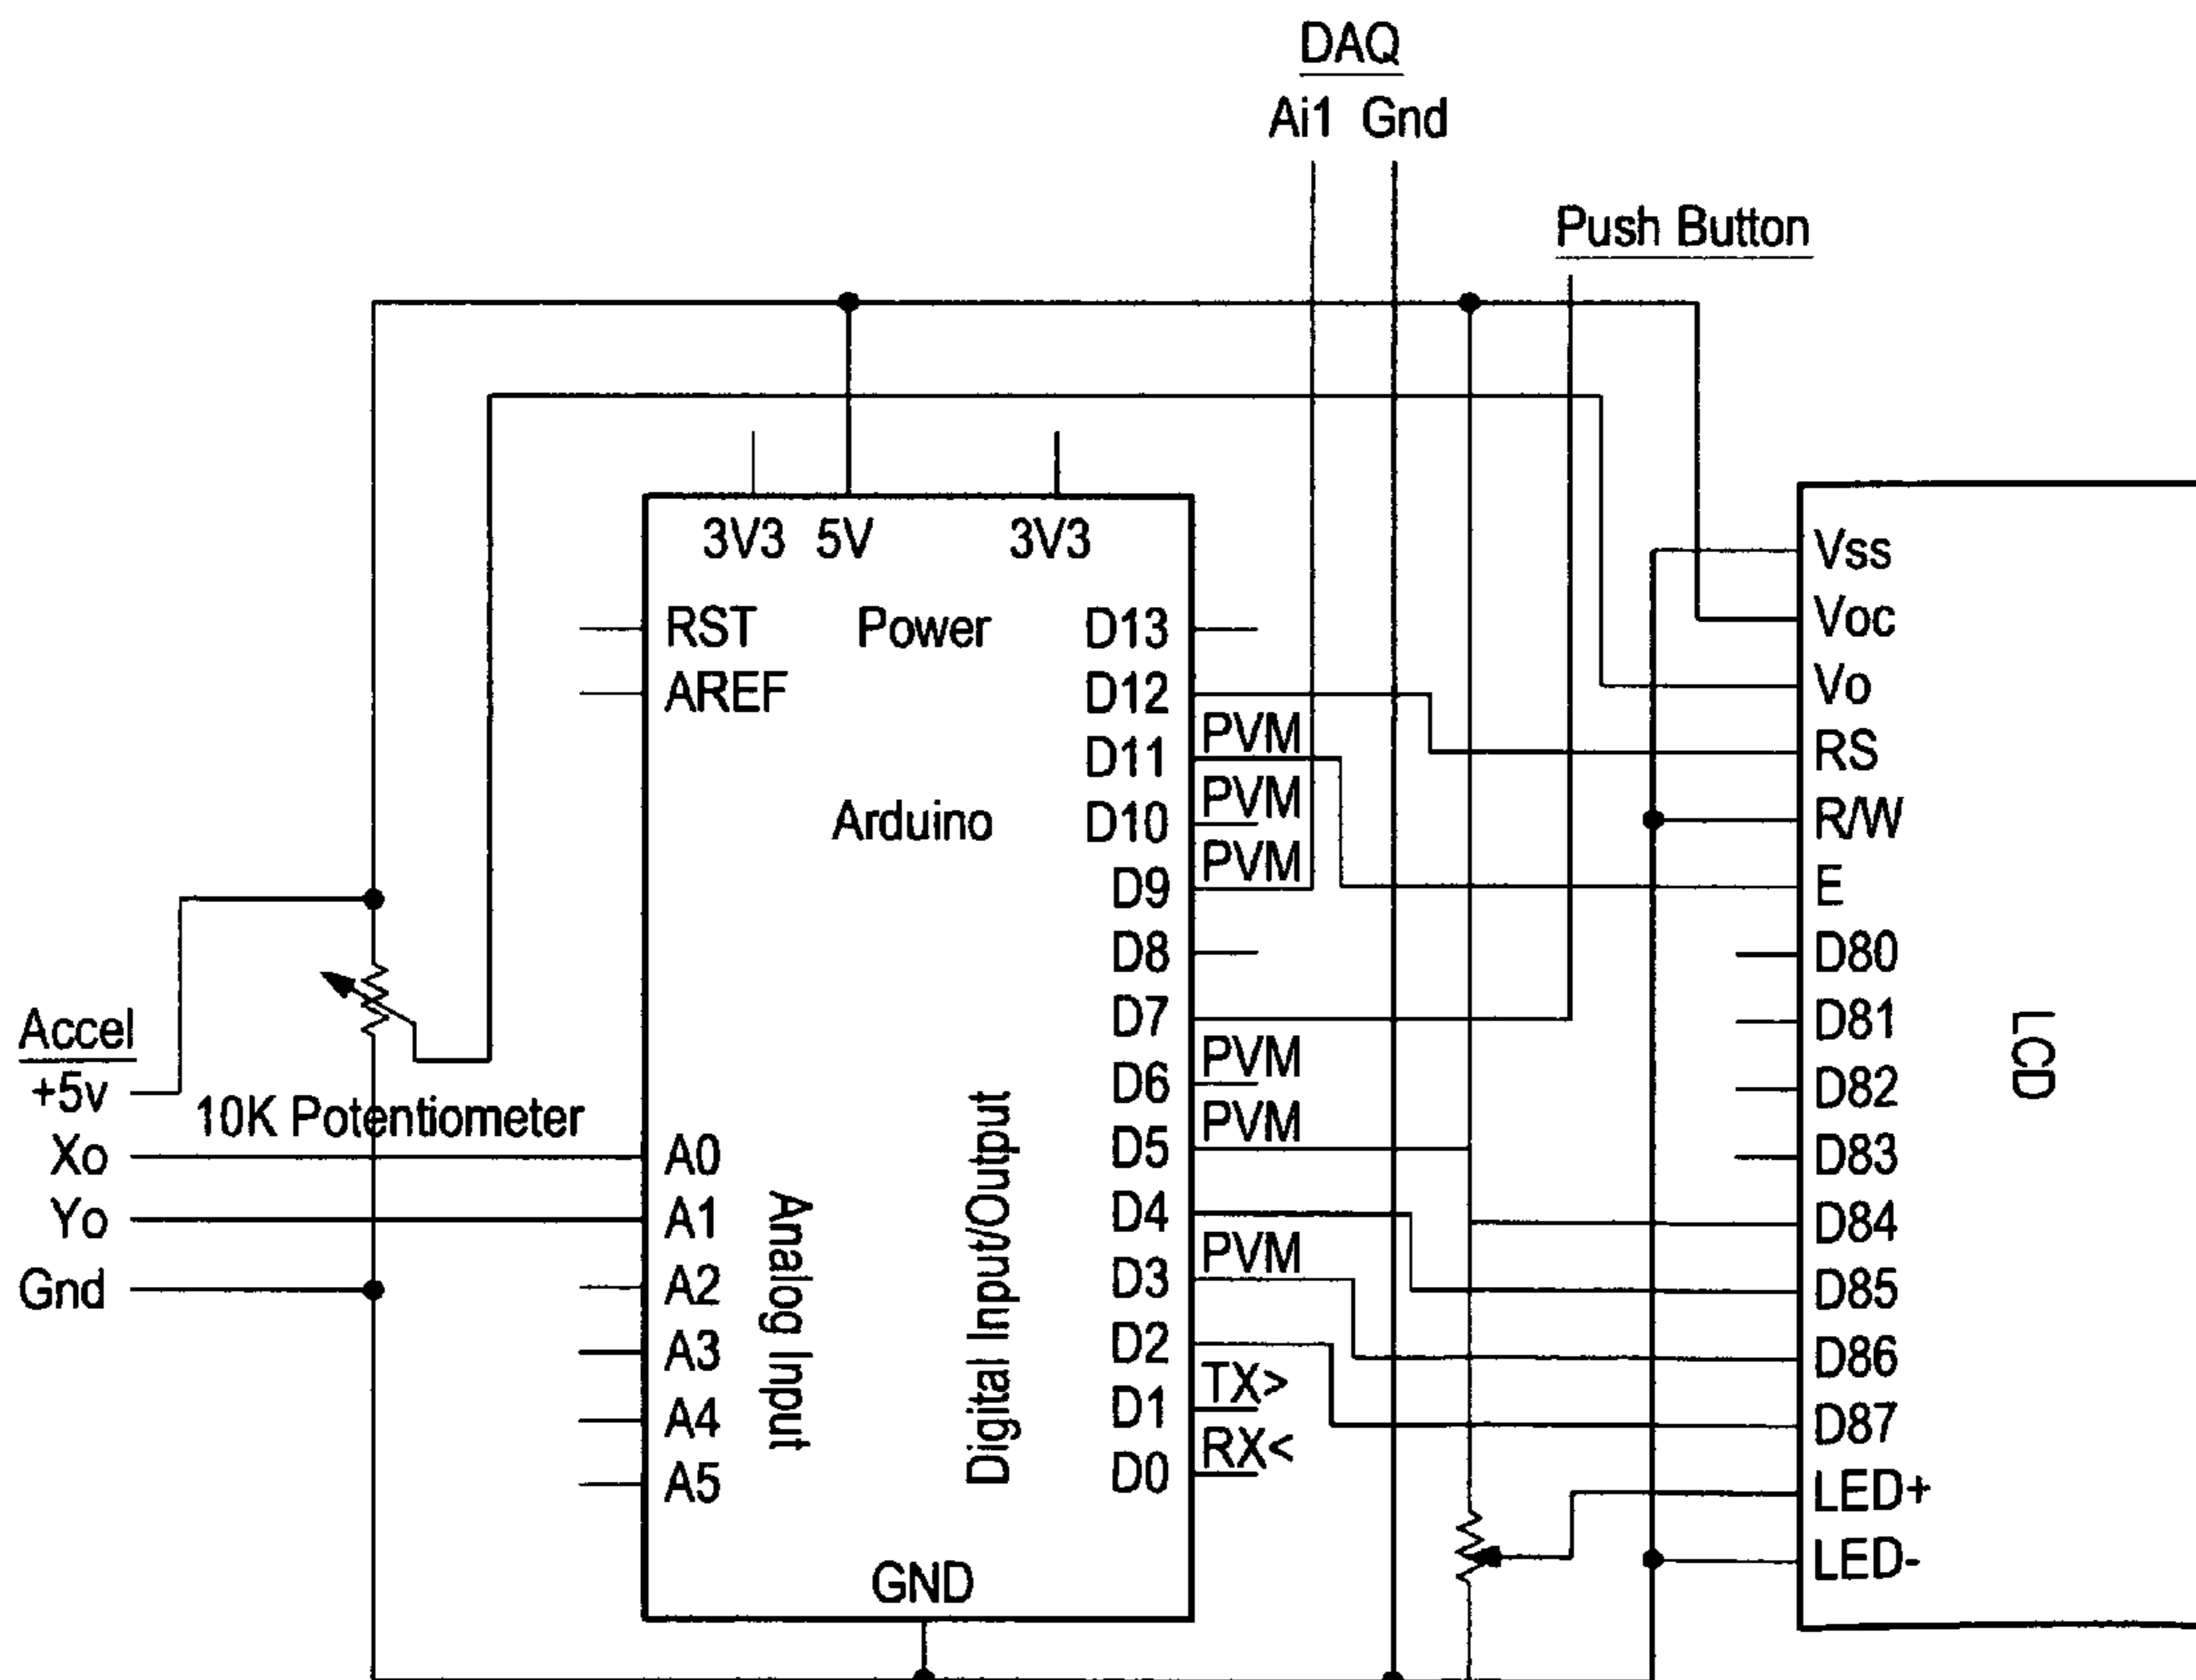 DAQ
Ai1 Gnd
Push Button
3V3 5V 3V3
Power
RST
AREF
Arduino
D13
D12
PVM
D11
PVM
D10
PVM
D9
D8
D7
PVM
D6
PVM
D5
D4
PVM
D3
D2
TX>
D1
RX<
D0
Accel
+5v
10K Potentiometer
Xo
Yo
Gnd
A0
A1
A2
A3
A4
A5
Analog Input
Digital Input/Output
GND
Vss
Voc
Vo
RS
R/W
E
D80
D81
D82
D83
D84
D85
D86
D87
LED+
LED-
LCD